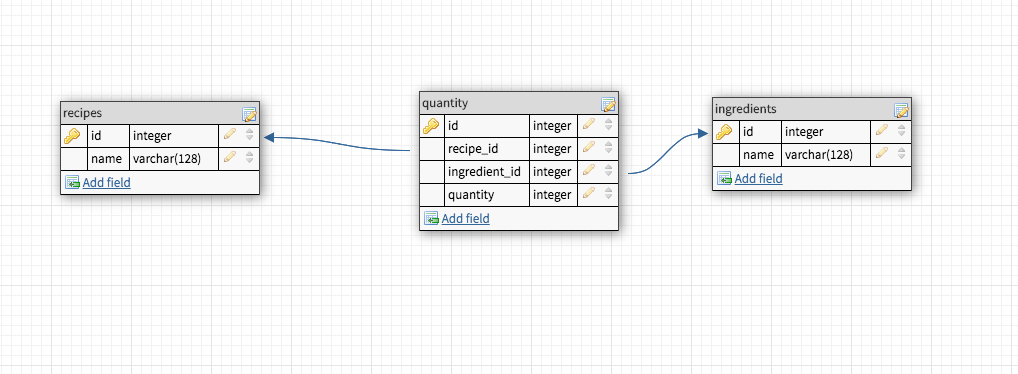 recipes
id integer
name varchar(128)
Add field
quantity
id integer
recipe_id integer
ingredient_id integer
quantity integer
Add field
ingredients
id integer
name varchar(128)
Add field